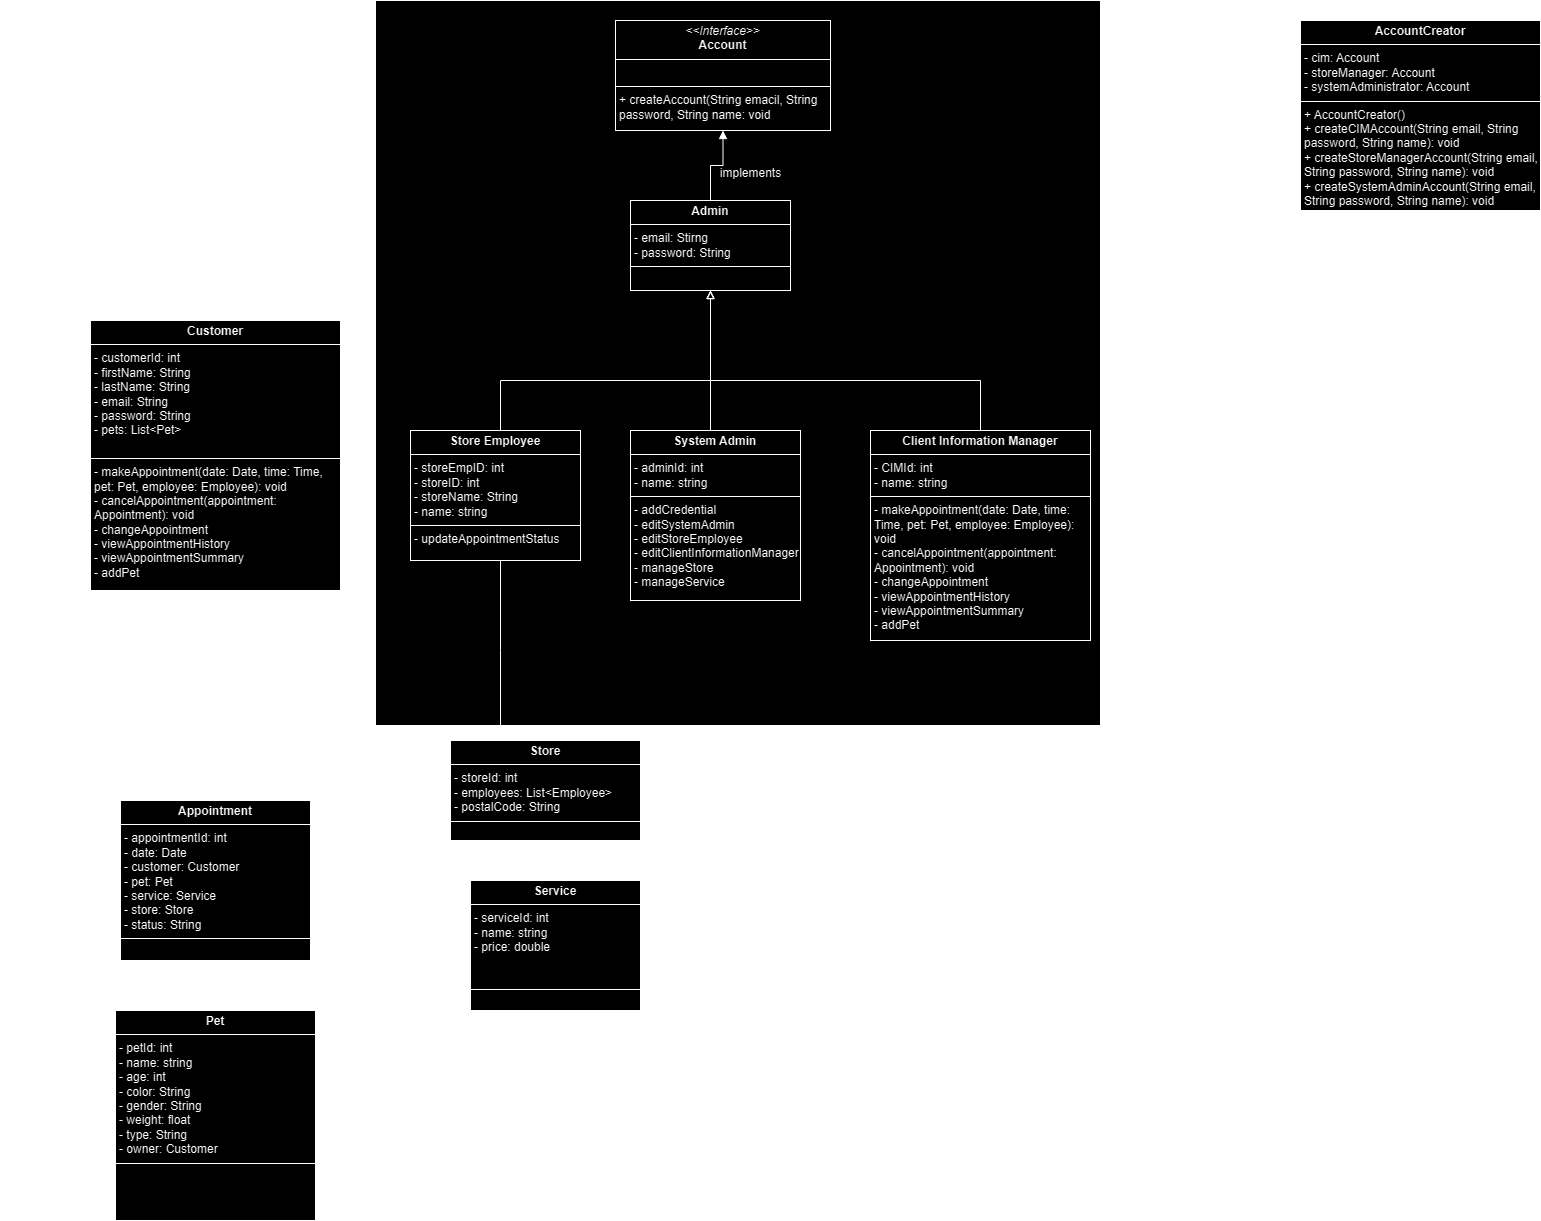 <<Interface>>
Account
+ createAccount(String emacil, String
password, String name: void
implements
Admin
- email: Stirng
- password: String
Store Employee
- storeEmpID: int
- storeID: int
- storeName: String
- name: string
- updateAppointmentStatus
System Admin
- adminId: int
- name: string
- addCredential
- editSystemAdmin
- editStoreEmployee
- editClientInformationManager
- manageStore
- manageService
Client Information Manager
- CIMId: int
- name: string
- makeAppointment(date: Date, time:
Time, pet: Pet, employee: Employee):
void
- cancelAppointment(appointment:
Appointment): void
- changeAppointment
- viewAppointmentHistory
- viewAppointmentSummary
- addPet
AccountCreator
- cim: Account
- storeManager: Account
- systemAdministrator: Account
+ AccountCreator()
+ createCIMAccount(String email, String
password, String name): void
+ createStoreManagerAccount(String email,
String password, String name): void
+ createSystemAdminAccount(String email,
String password, String name): void
Customer
- customerId: int
- firstName: String
- lastName: String
- email: String
- password: String
- pets: List<Pet>
- makeAppointment(date: Date, time: Time,
pet: Pet, employee: Employee): void
- cancelAppointment(appointment:
Appointment): void
- changeAppointment
- viewAppointmentHistory
- viewAppointmentSummary
- addPet
Store
- storeId: int
- employees: List<Employee>
- postalCode: String
Appointment
- appointmentId: int
- date: Date
- customer: Customer
- pet: Pet
- service: Service
- store: Store
- status: String
Service
- serviceId: int
- name: string
- price: double
Pet
- petId: int
- name: string
- age: int
- color: String
- gender: String
- weight: float
- type: String
- owner: Customer